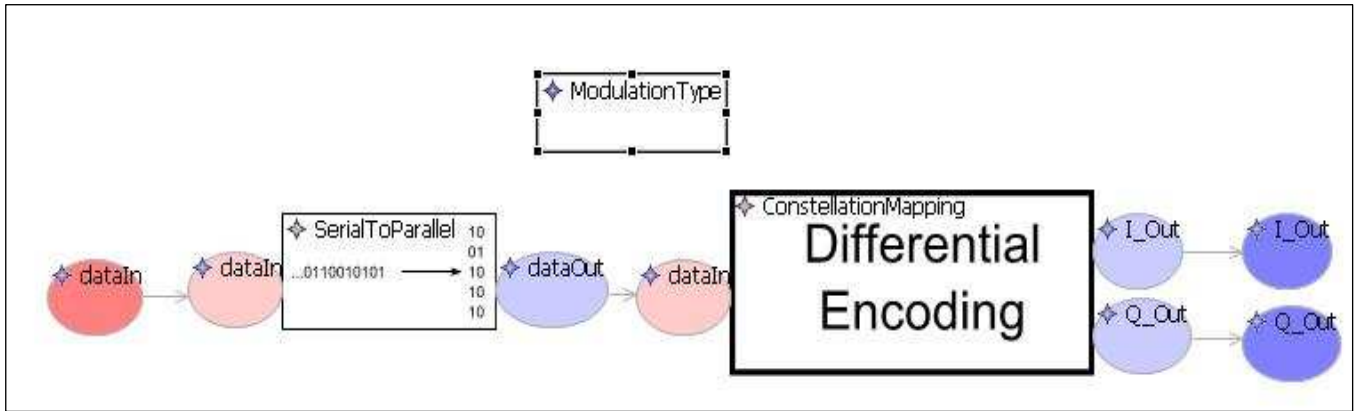 ModulationType
dataIn
dataIn
SerialToParallel
...0110010101
10
01
10
10
10
dataOut
dataIn
ConstellationMapping
Differential
Encoding
I_Out
I_Out
Q_Out
Q_Out